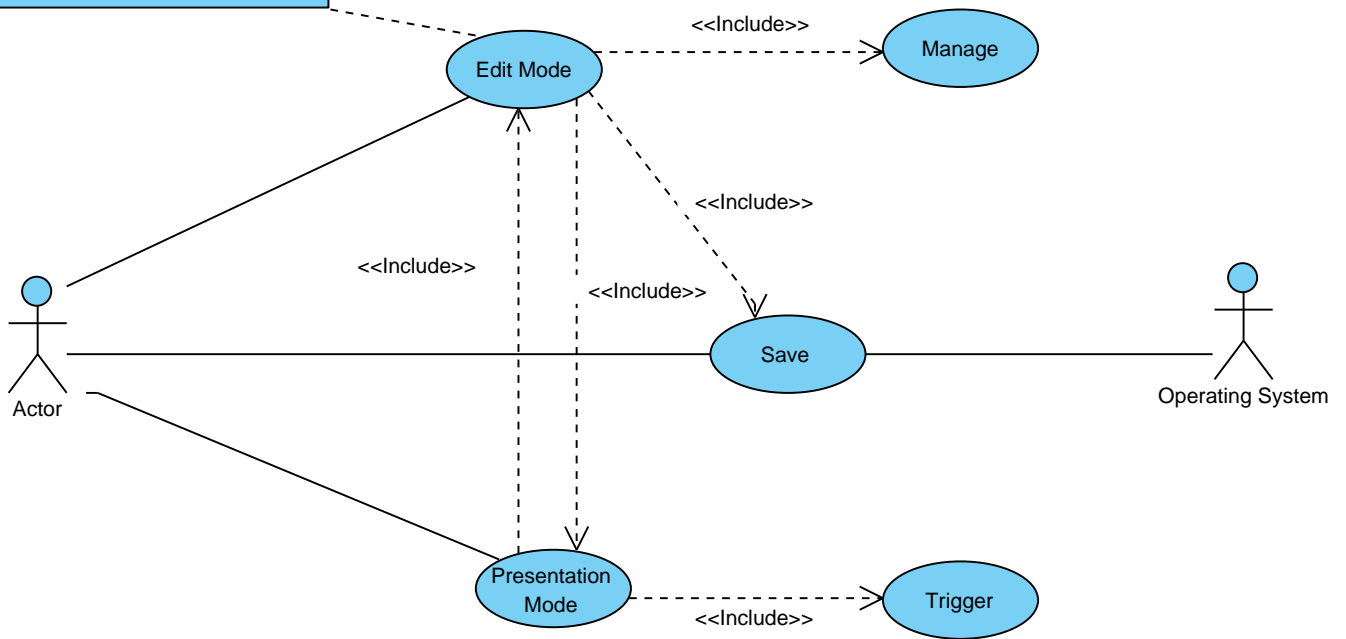 <<Include>>
Manage
Edit Mode
<<Include>>
<<Include>>
<<Include>>
Save
Actor
Operating System
Presentation
Mode
Trigger
<<Include>>